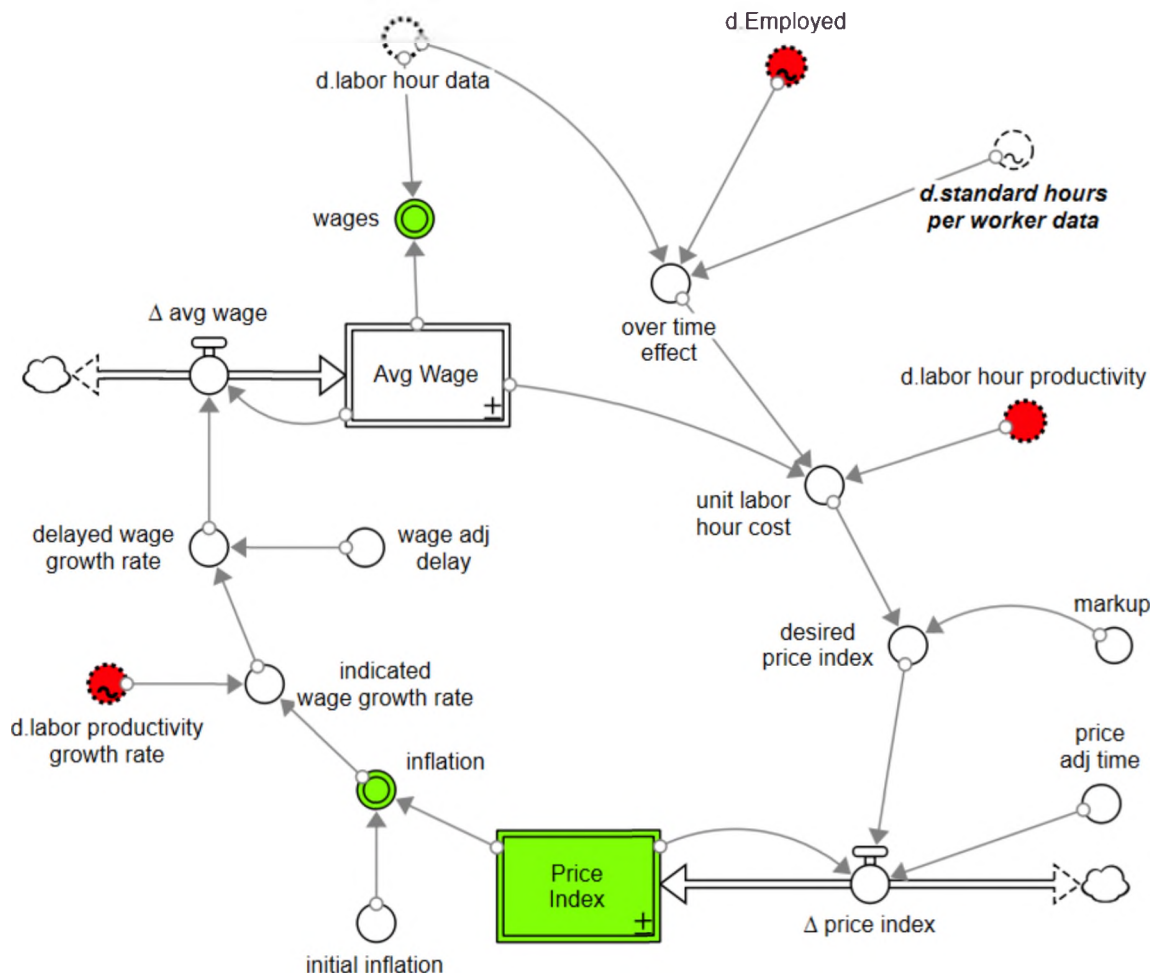 d.Employed
d.labor hour data
d.standard hours
per worker data
wages
Δ avg wage
over time
effect
Avg Wage
d.labor hour productivity
unit labor
hour cost
delayed wage
growth rate
wage adj
delay
markup
desired
price index
indicated
wage growth rate
d.labor productivity
growth rate
price
adj time
inflation
Price
Index
Δ price index
initial inflation